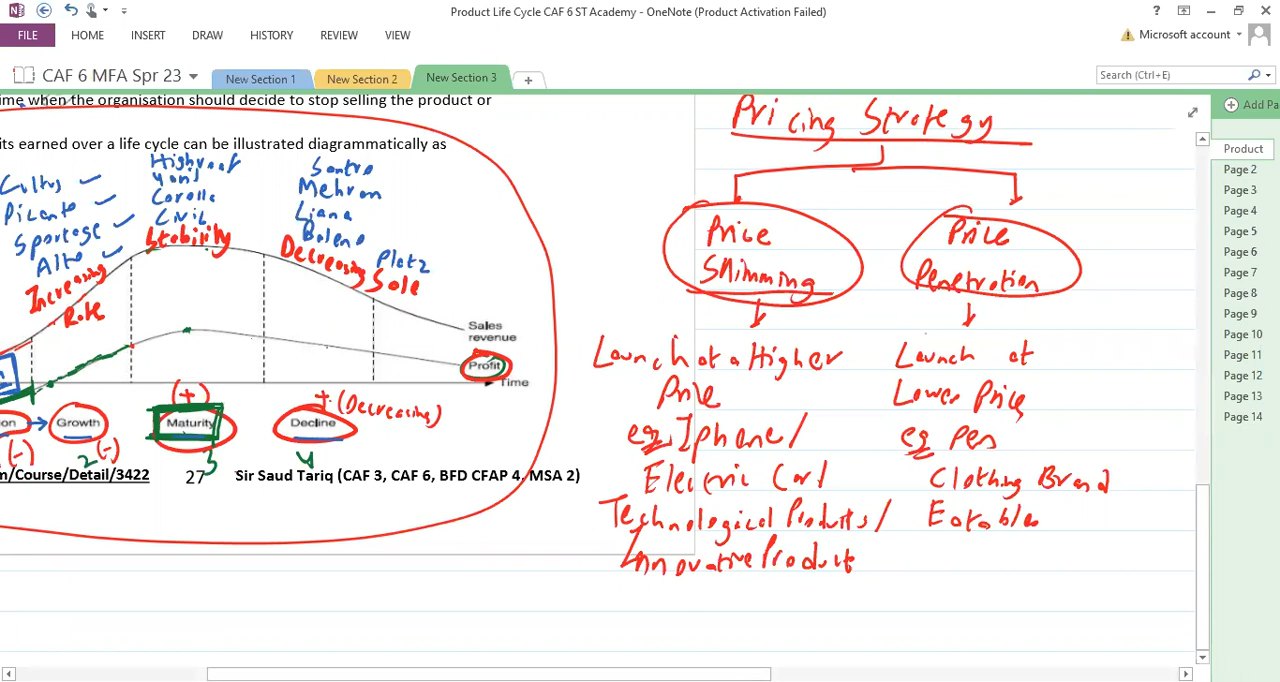 Product Life Cycle CAF 6 ST Academy - OneNote (Product Activation Failed)
FILE HOME INSERT DRAW HISTORY REVIEW VIEW
Microsoft account
CAF 6 MFA Spr 23
New Section 1 New Section 2 New Section 3
Search (Ctrl+E)
ime when the organisation should decide to stop selling the product or
its earned over a life cycle can be illustrated diagrammatically as
Cultus
Picanto
Sportage
Alto
Increasing
Rate
Highroof
Yaris
Corolla
Civic
Stability
Santro
Mehran
Liana
Baleno
Platz
Decreasing
Sale
Sales
revenue
Profit
Time
on
Growth
Maturity
Decline
(-)
(-)
(+)
+ (Decreasing)
2
3
4
m/Course/Detail/3422 27 Sir Saud Tariq (CAF 3, CAF 6, BFD CFAP 4, MSA 2)
Pricing Strategy
Price
Skimming
Launch at a Higher
Price
eg Iphone/
Electric Car/
Technological Products/
Innovative Product
Price
Penetration
Launch at
Lower Price
eg Pen
Clothing Brand
Eatables
Add Pa
Product
Page 2
Page 3
Page 4
Page 5
Page 6
Page 7
Page 8
Page 9
Page 10
Page 11
Page 12
Page 13
Page 14